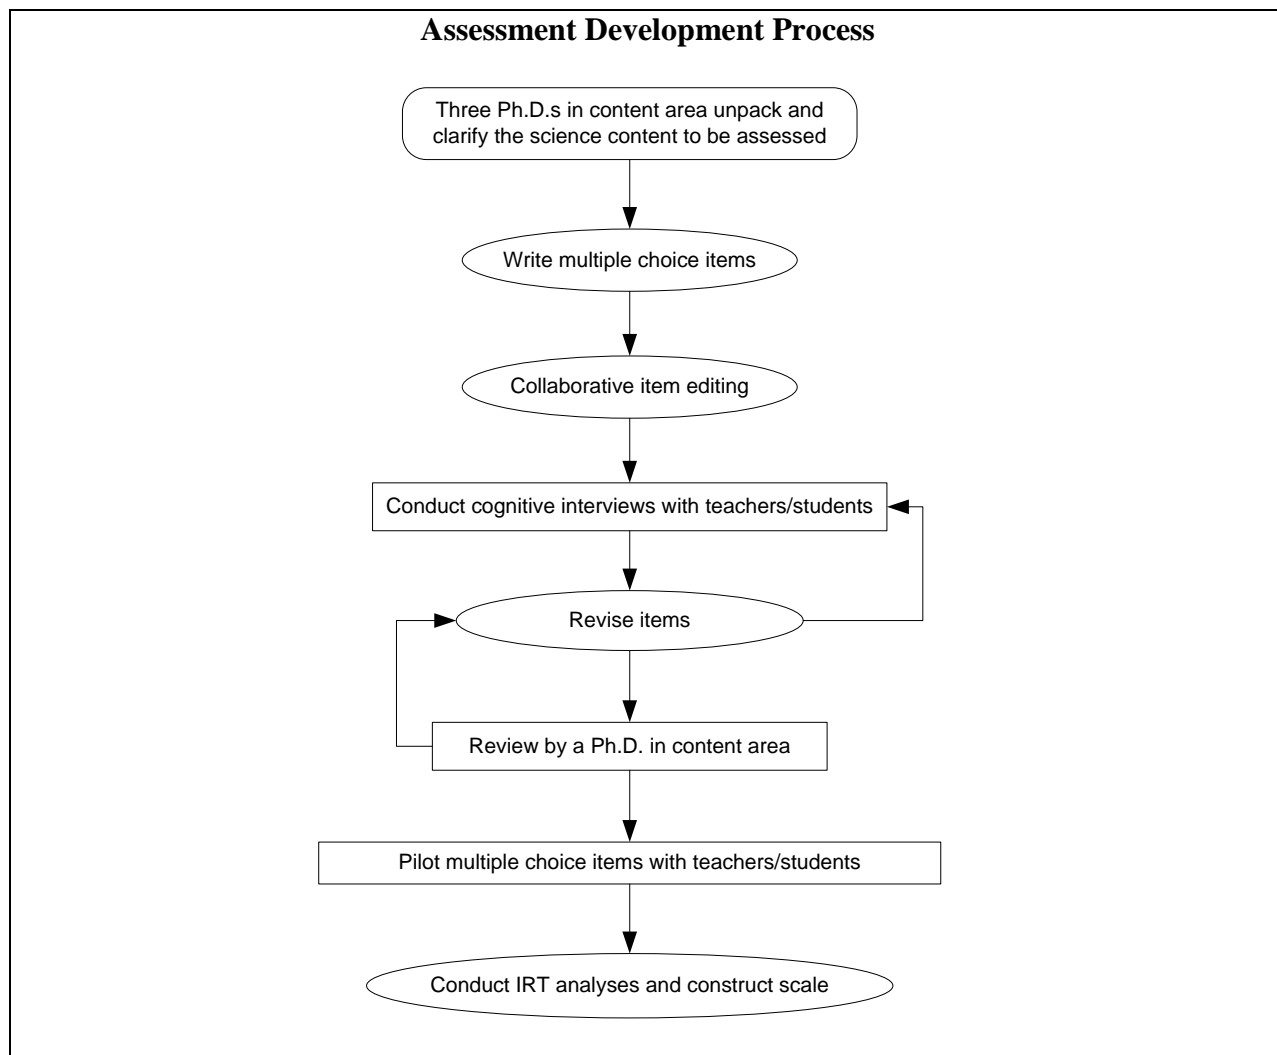 Assessment Development Process
Three Ph.D.s in content area unpack and
clarify the science content to be assessed
Write multiple choice items
Collaborative item editing
Conduct cognitive interviews with teachers/students
Revise items
Review by a Ph.D. in content area
Pilot multiple choice items with teachers/students
Conduct IRT analyses and construct scale